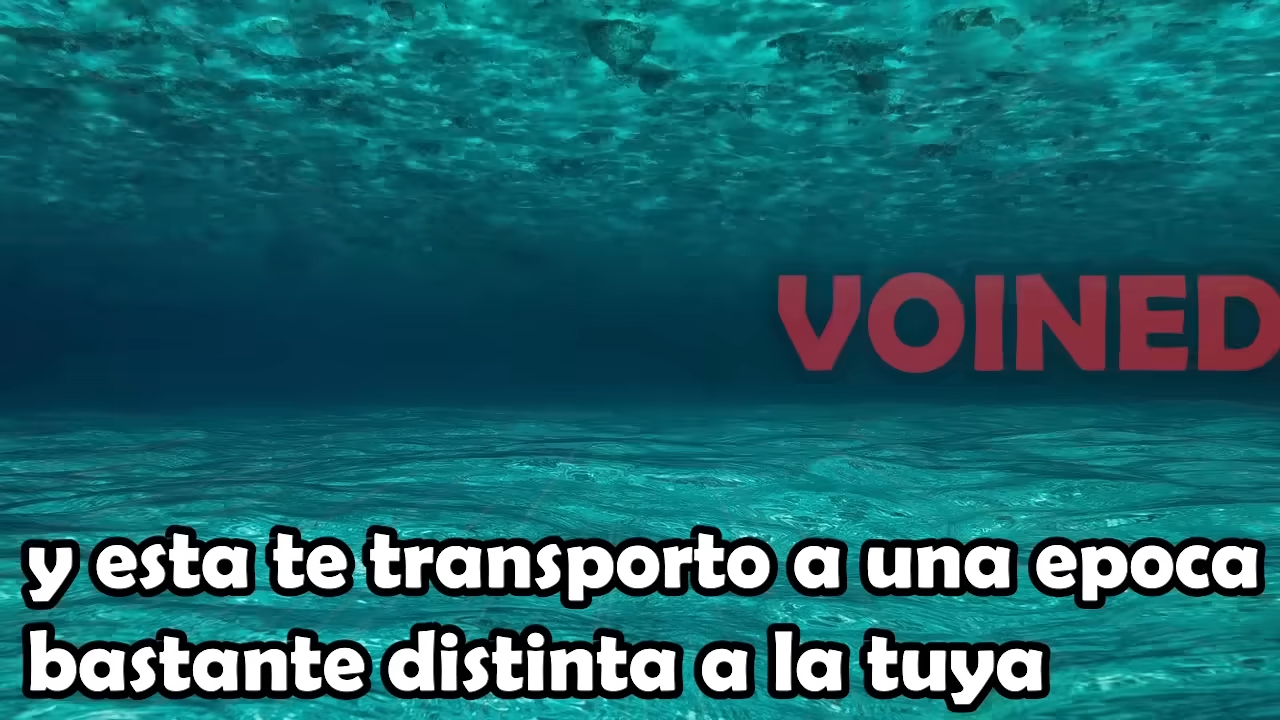 VOINED
y esta te transporto a una epoca
bastante distinta a la tuya